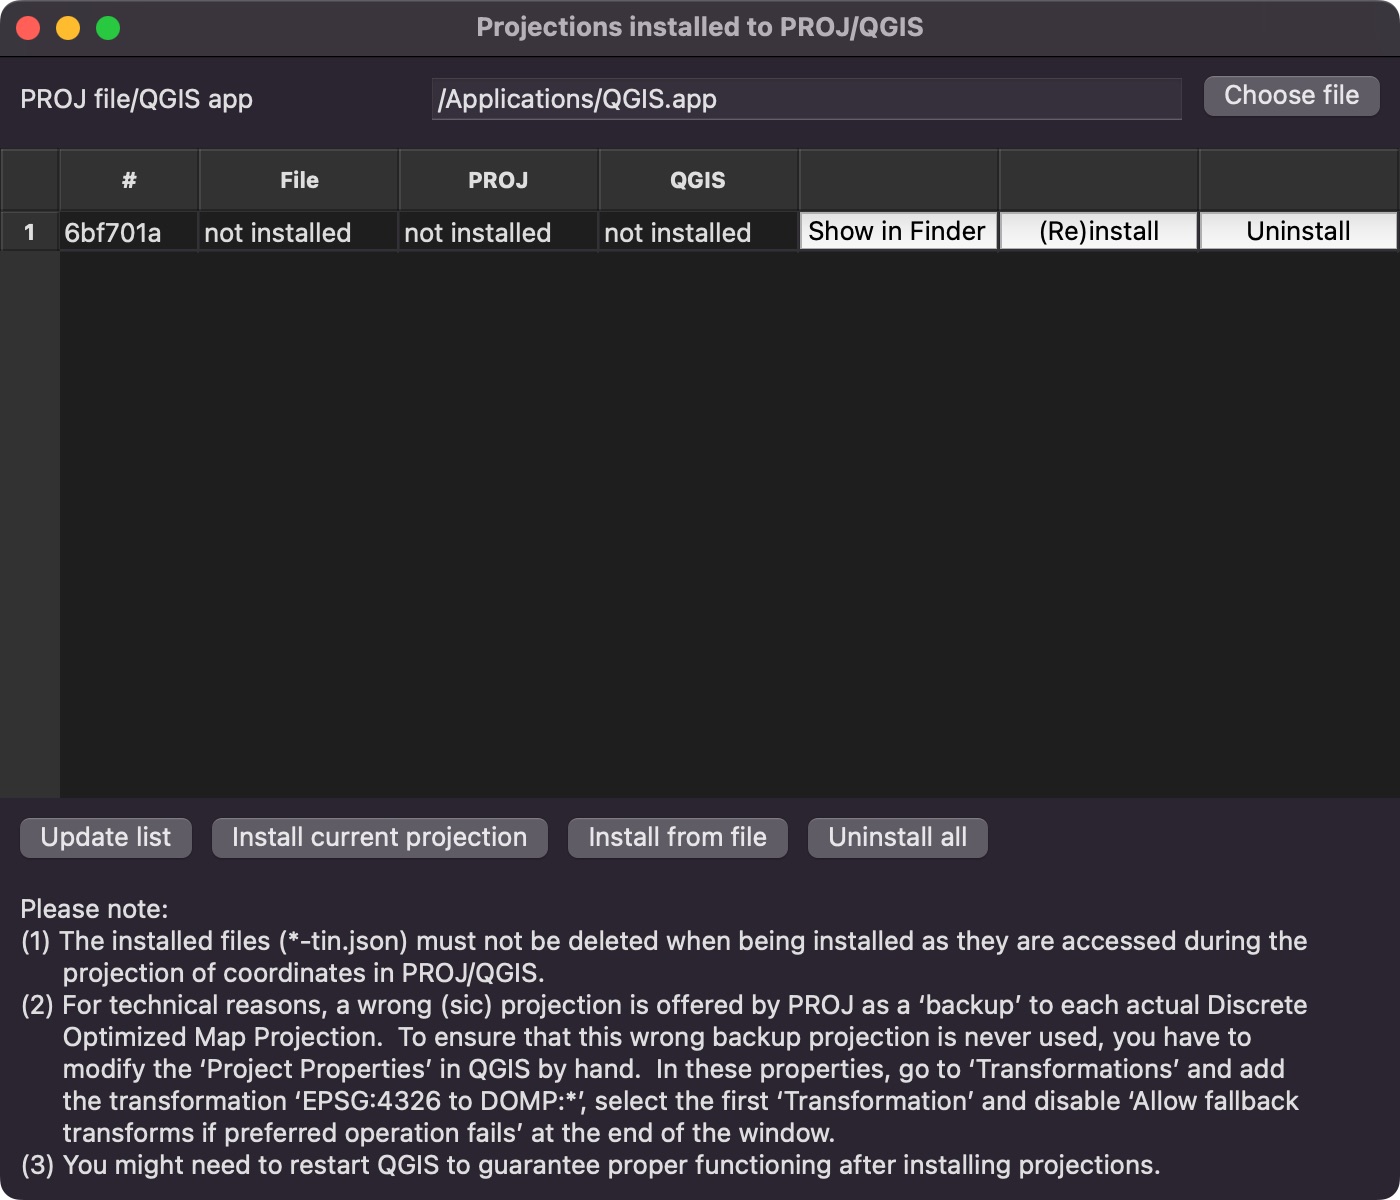 Projections installed to PROJ/QGIS
PROJ file/QGIS app /Applications/QGIS.app Choose file
# File PROJ QGIS
1 6bf701a not installed not installed not installed Show in Finder (Re)install Uninstall
Update list Install current projection Install from file Uninstall all
Please note:
(1) The installed files (*-tin.json) must not be deleted when being installed as they are accessed during the
projection of coordinates in PROJ/QGIS.
(2) For technical reasons, a wrong (sic) projection is offered by PROJ as a ‘backup’ to each actual Discrete
Optimized Map Projection.  To ensure that this wrong backup projection is never used, you have to
modify the ‘Project Properties’ in QGIS by hand.  In these properties, go to ‘Transformations’ and add
the transformation ‘EPSG:4326 to DOMP:*’, select the first ‘Transformation’ and disable ‘Allow fallback
transforms if preferred operation fails’ at the end of the window.
(3) You might need to restart QGIS to guarantee proper functioning after installing projections.